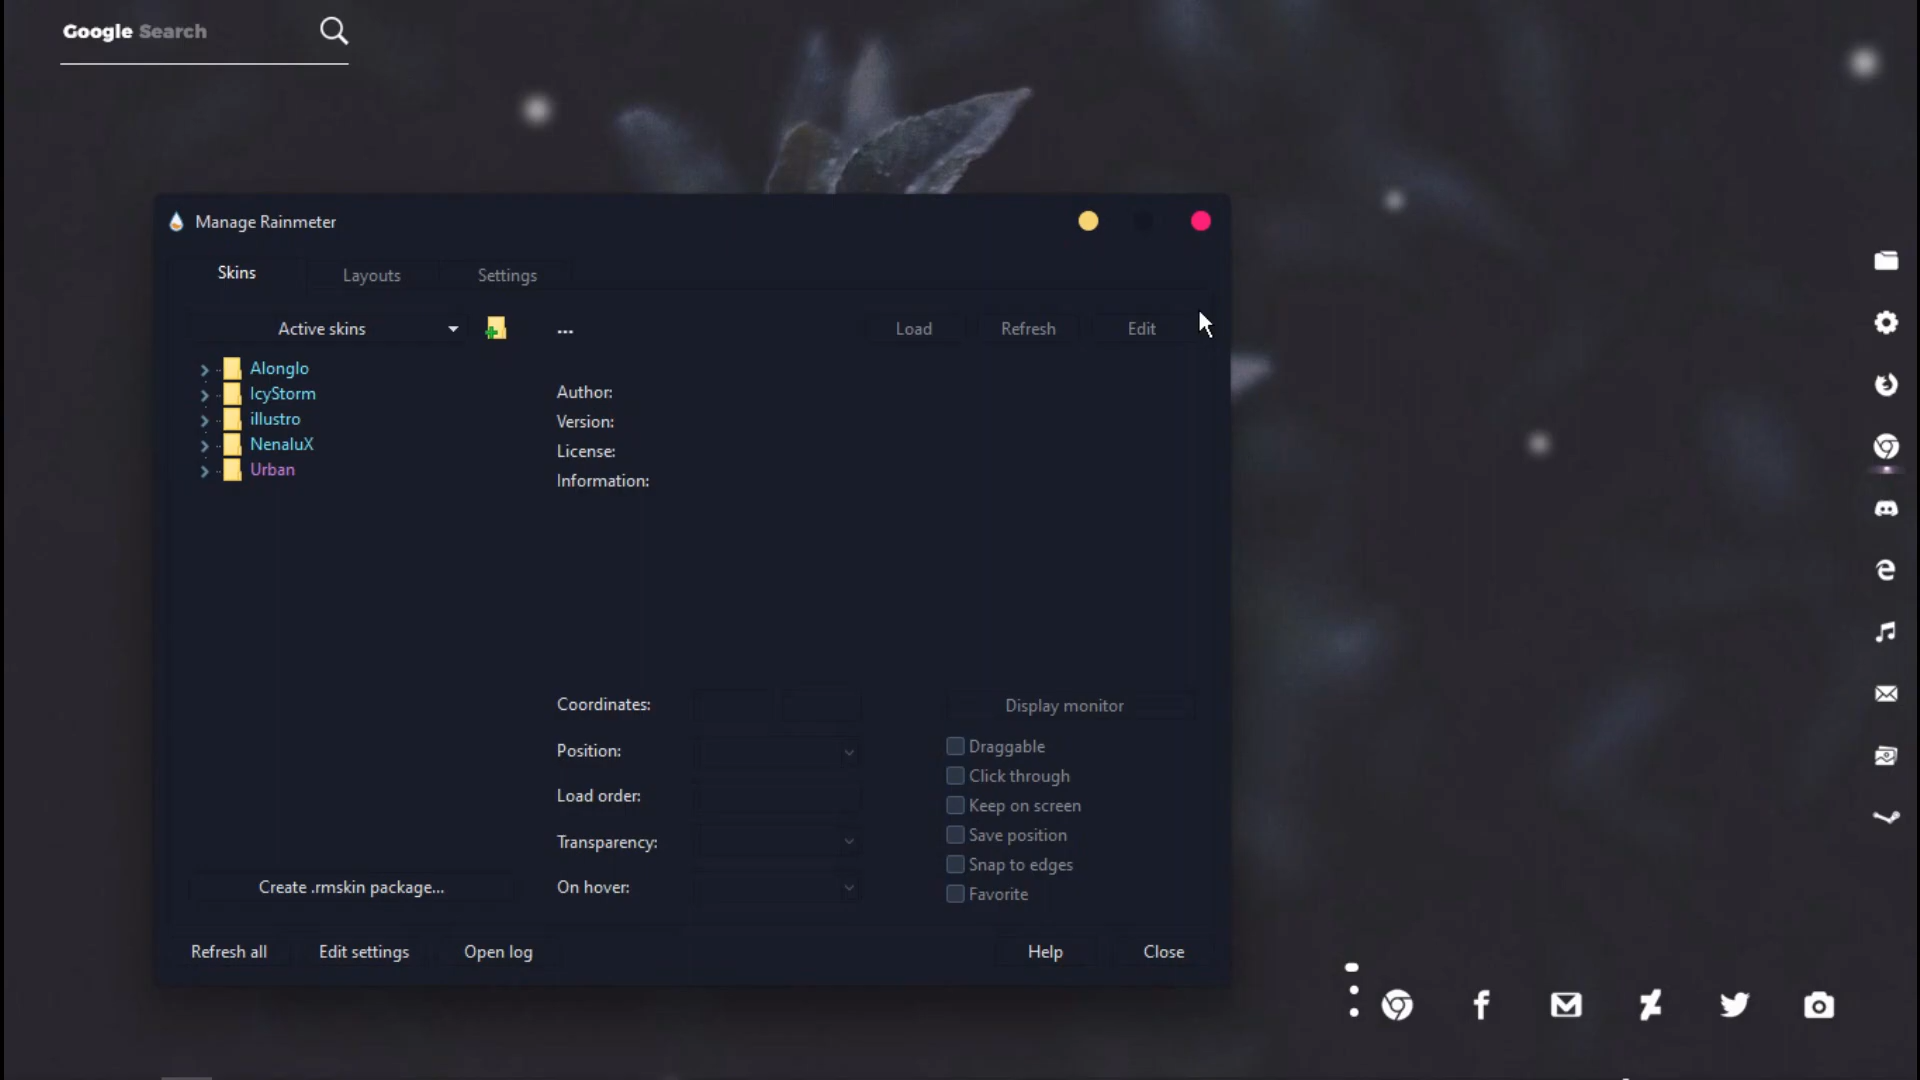 Google Search
Manage Rainmeter
Skins Layouts Settings
Active skins ... Load Refresh Edit
Alonglo
IcyStorm
illustro
NenaluX
Urban
Author:
Version:
License:
Information:
Coordinates: Display monitor
Position:
Load order:
Transparency:
On hover:
Draggable
Click through
Keep on screen
Save position
Snap to edges
Favorite
Create .rmskin package...
Refresh all Edit settings Open log Help Close